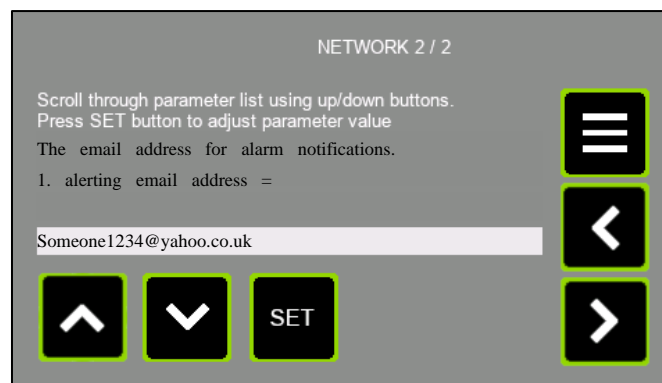 NETWORK 2 / 2
Scroll through parameter list using up/down buttons.
Press SET button to adjust parameter value
The email address for alarm notifications.
1. alerting email address =
Someone1234@yahoo.co.uk
SET